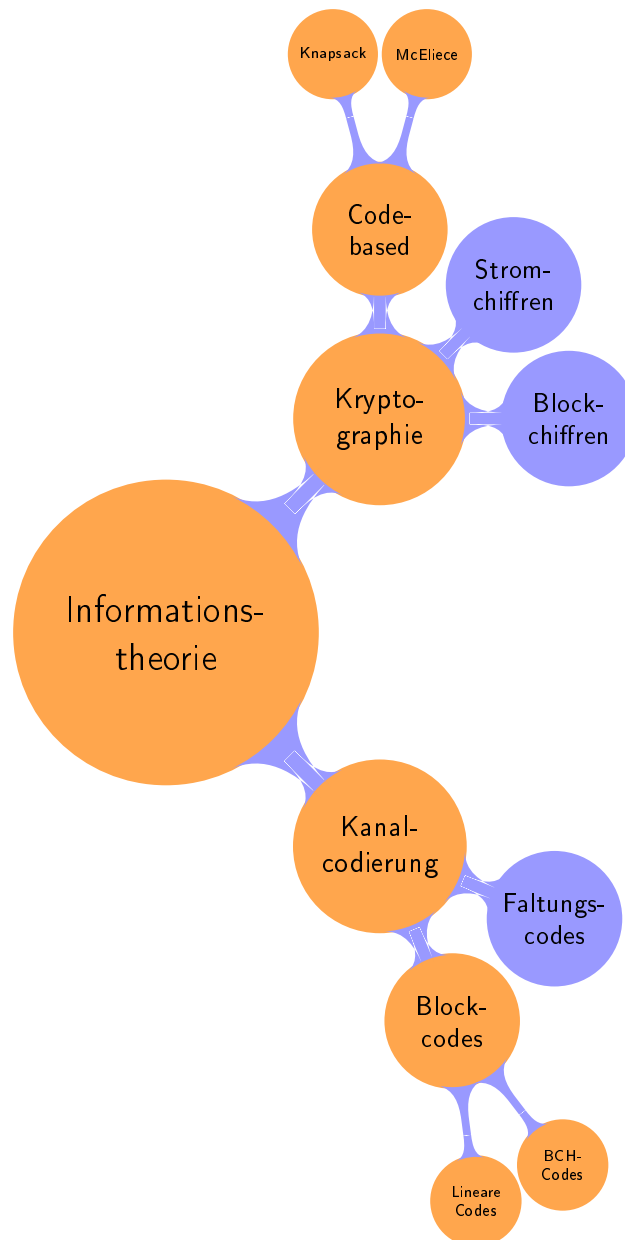 Knapsack
McEliece
Code-
based
Strom-
chiffren
Krypto-
graphie
Block-
chiffren
Informations-
theorie
Kanal-
codierung
Faltungs-
codes
Block-
codes
BCH-
Codes
Lineare
Codes